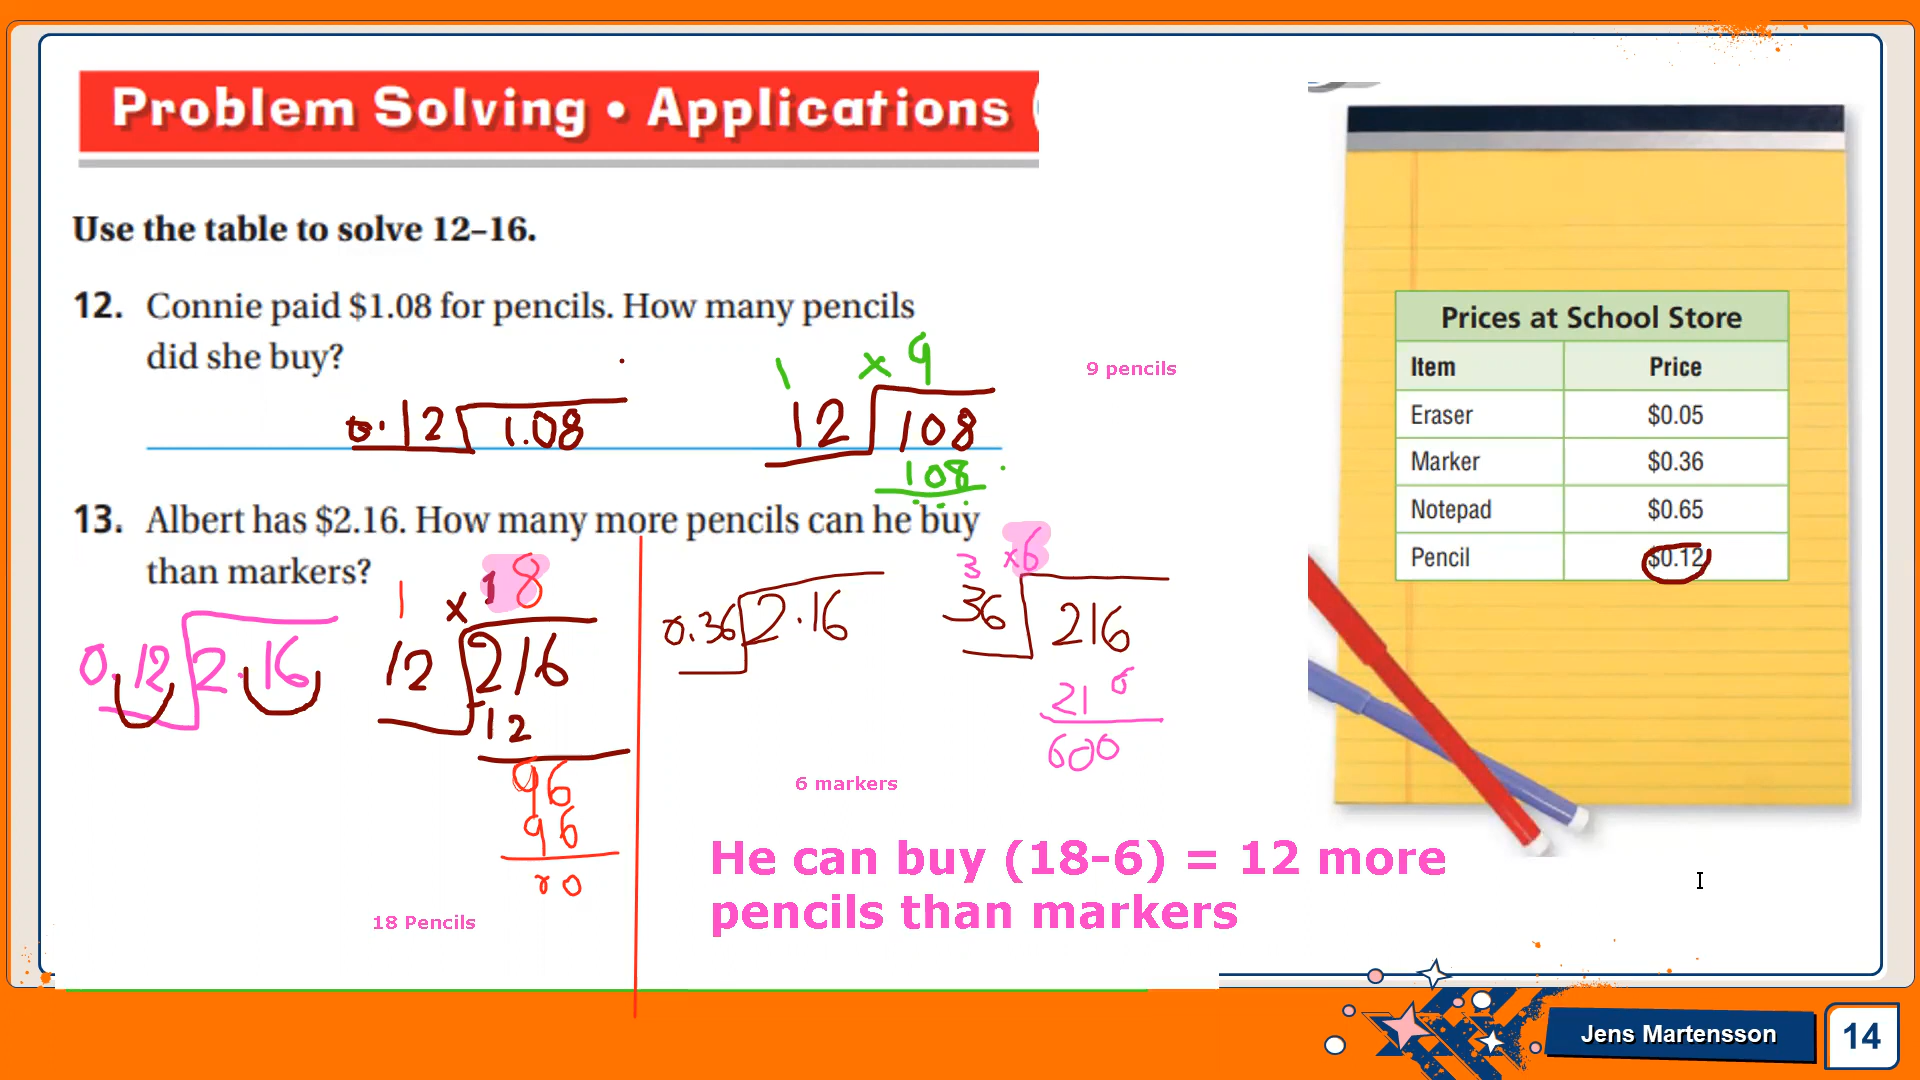 Problem Solving • Applications
Use the table to solve 12–16.
12. Connie paid $1.08 for pencils. How many pencils
did she buy?
9 pencils
1 x 9
0.12 1.08
12 108
108
13. Albert has $2.16. How many more pencils can he buy
than markers?
1 x 18
0.12 2.16
12 216
12
96
96
0
18 Pencils
3 x6
0.36 2.16
36 216
216
600
6 markers
He can buy (18-6) = 12 more
pencils than markers
Prices at School Store
Item Price
Eraser $0.05
Marker $0.36
Notepad $0.65
Pencil $0.12
Jens Martensson
14